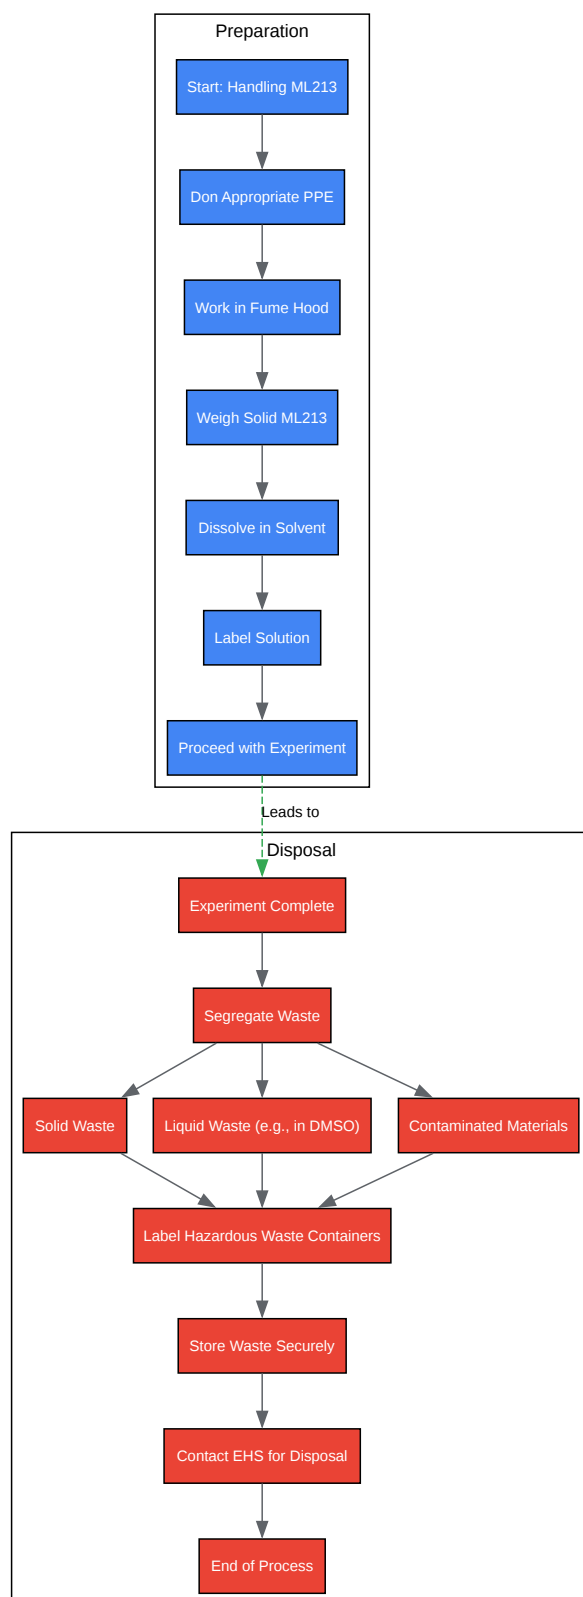 Preparation
Start: Handling ML213
Don Appropriate PPE
Work in Fume Hood
Weigh Solid ML213
Dissolve in Solvent
Label Solution
Proceed with Experiment
Leads to
Disposal
Experiment Complete
Segregate Waste
Solid Waste
Liquid Waste (e.g., in DMSO)
Contaminated Materials
Label Hazardous Waste Containers
Store Waste Securely
Contact EHS for Disposal
End of Process